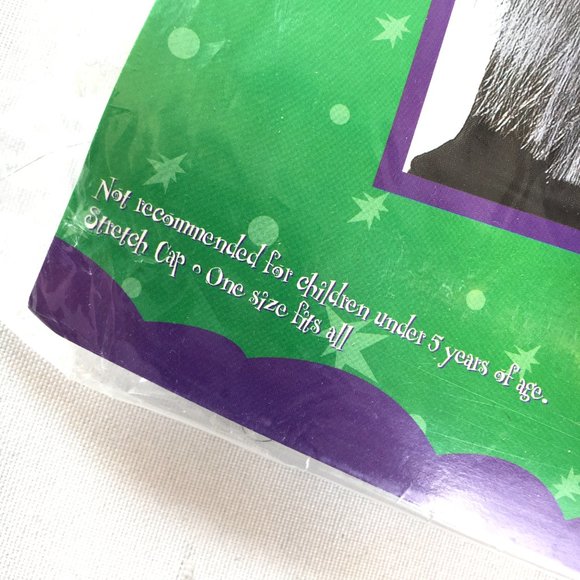 Not recommended for children under 5 years of age.
Stretch Cap • One size fits all